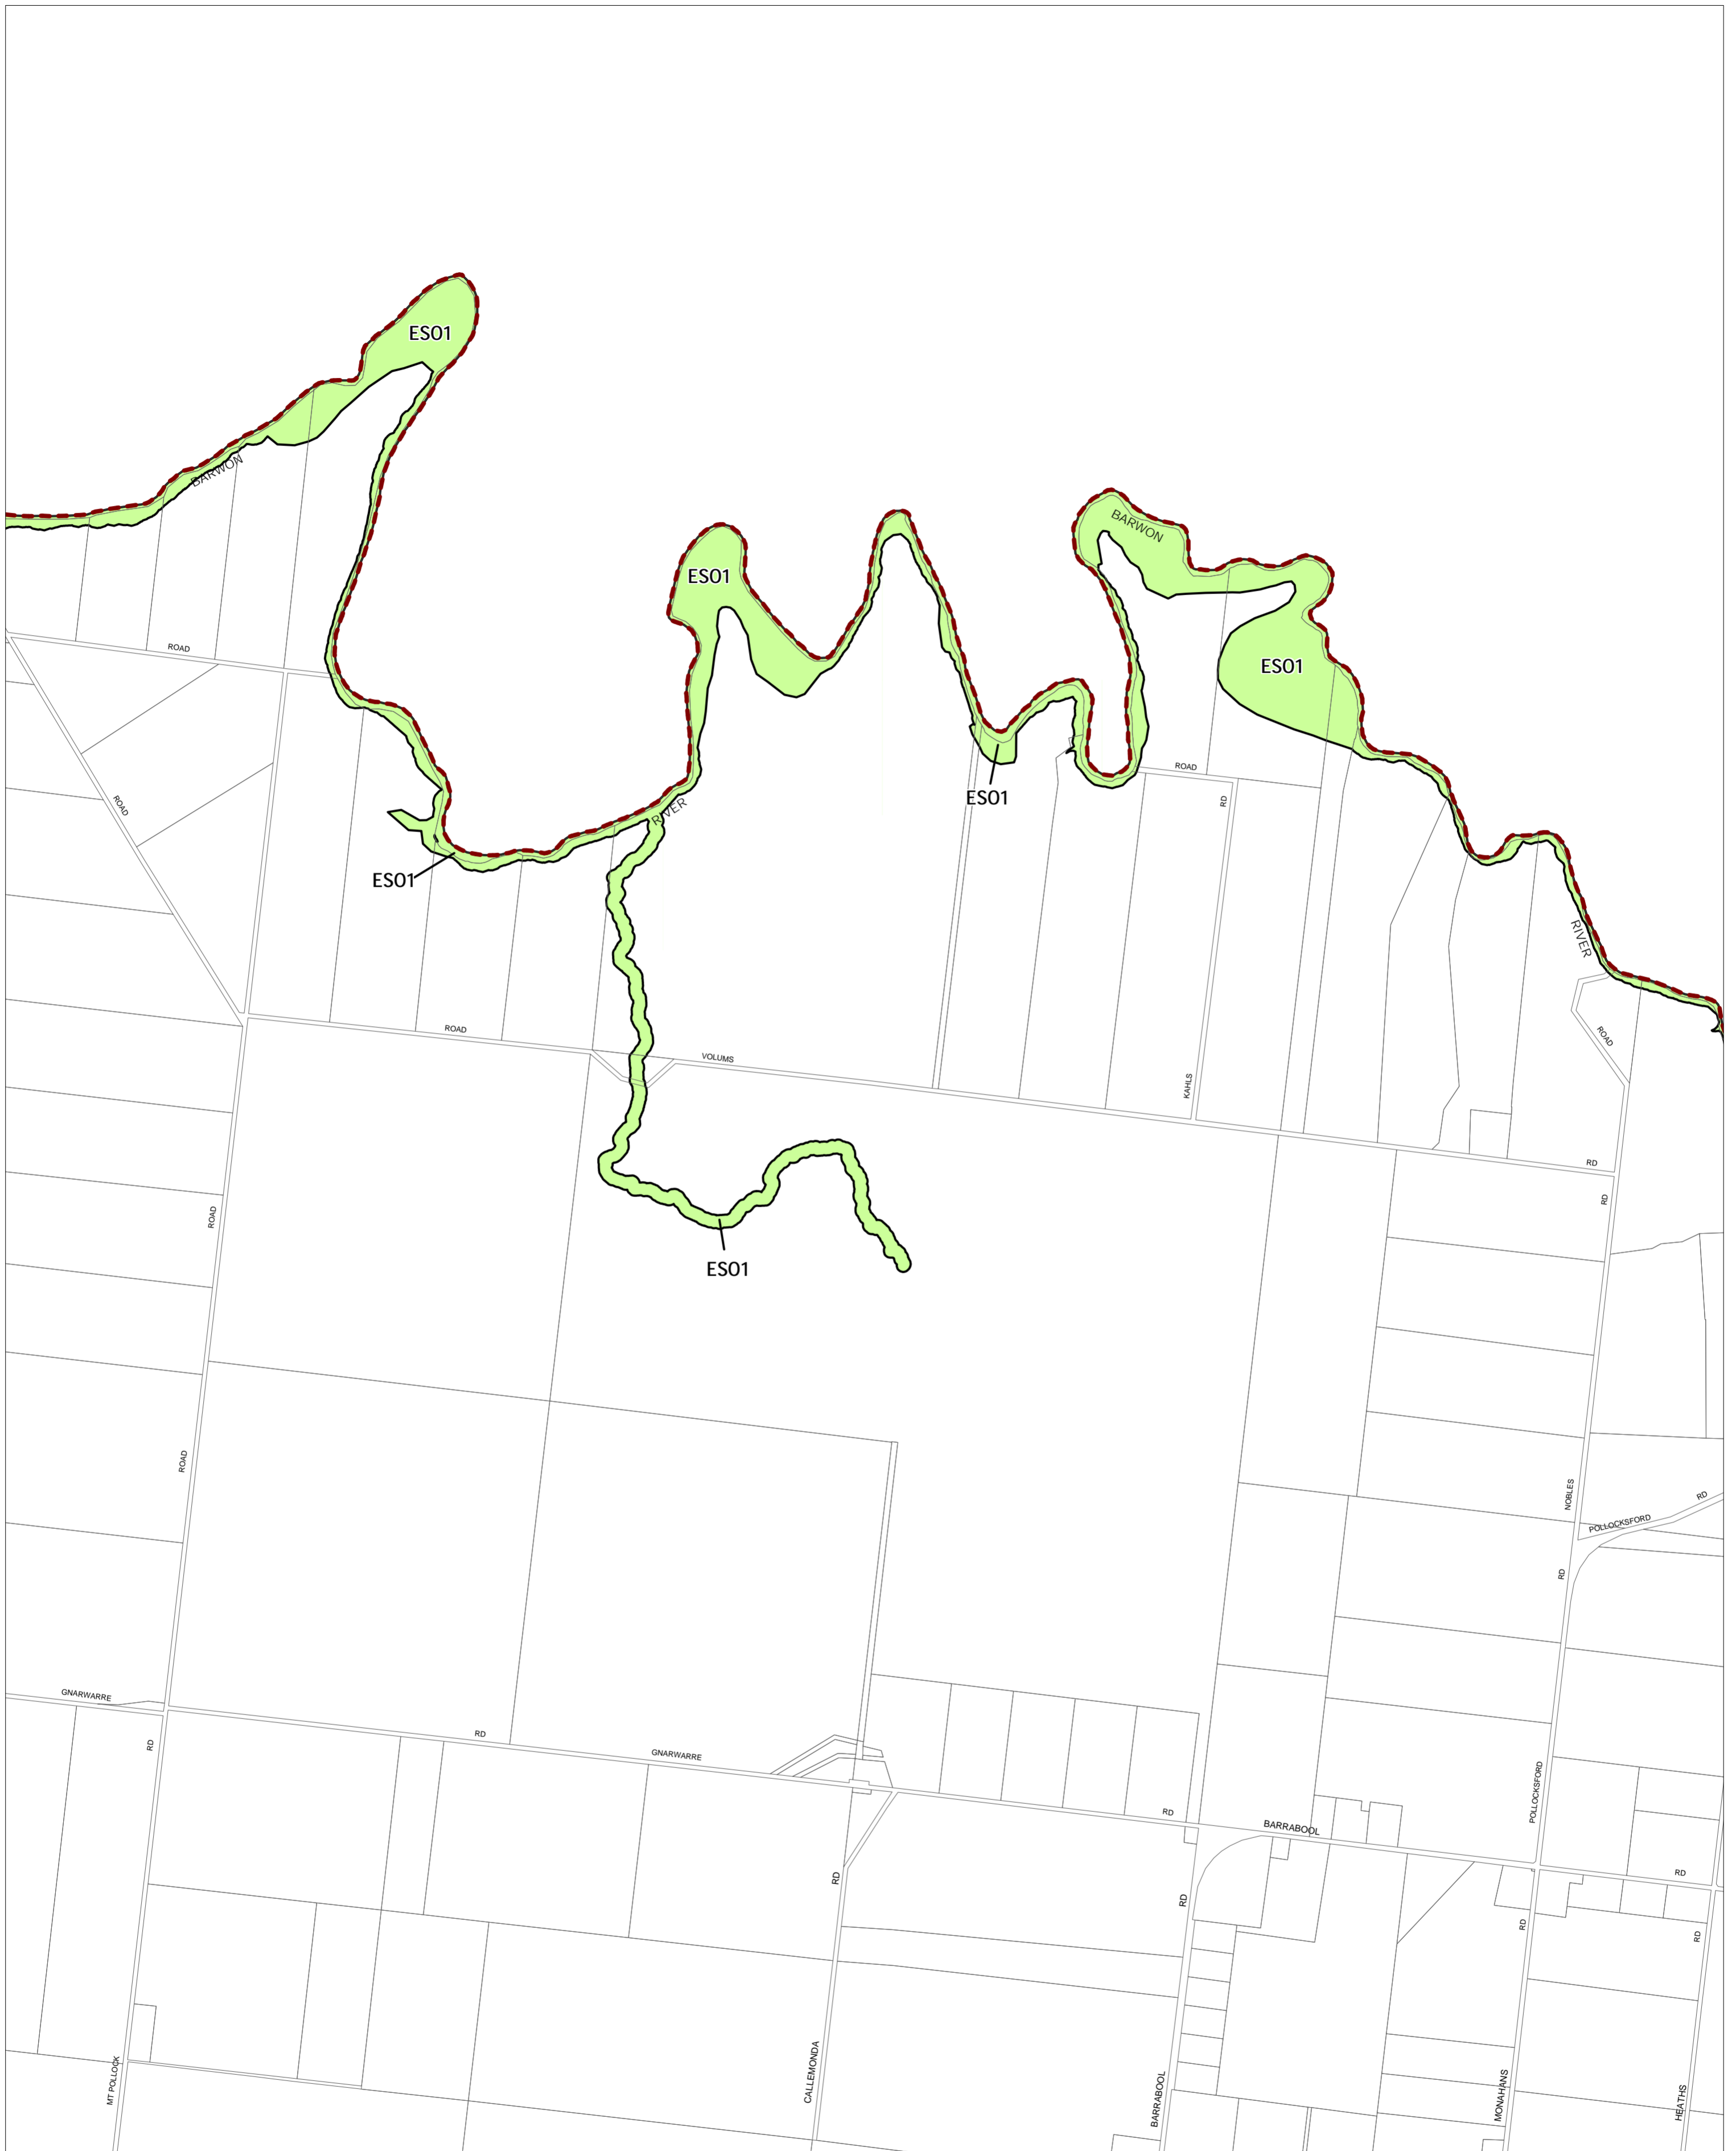 ESO1
BARWON
BARWON
ESO1
ROAD
ESO1
ROAD
ESO1
ROAD
RD
RIVER
ESO1
ESO1
RIVER
ROAD
ROAD
VOLUMS
KAHLS
RD
RD
ROAD
ESO1
ROAD
NOBLES
RD
POLLOCKSFORD
RD
GNARWARRE
RD
RD
GNARWARRE
POLLOCKSFORD
RD
BARRABOOL
RD
RD
RD
RD
RD
MT POLLOCK
CALLEMONDA
BARRABOOL
MONAHANS
HEATHS